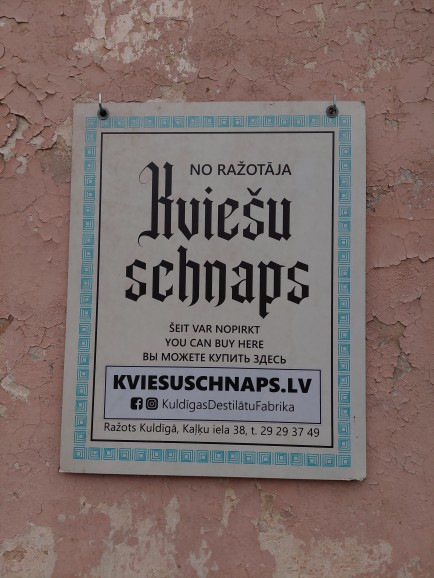 NO RAŽOTĀJA
Kviešu
schnaps
ŠEIT VAR NOPIRKT
YOU CAN BUY HERE
ВЫ МОЖЕТЕ КУПИТЬ ЗДЕСЬ
KVIESUSCHNAPS.LV
KuldīgasDestilātuFabrika
Ražots Kuldīgā, Kaļķu iela 38, t. 29 29 37 49